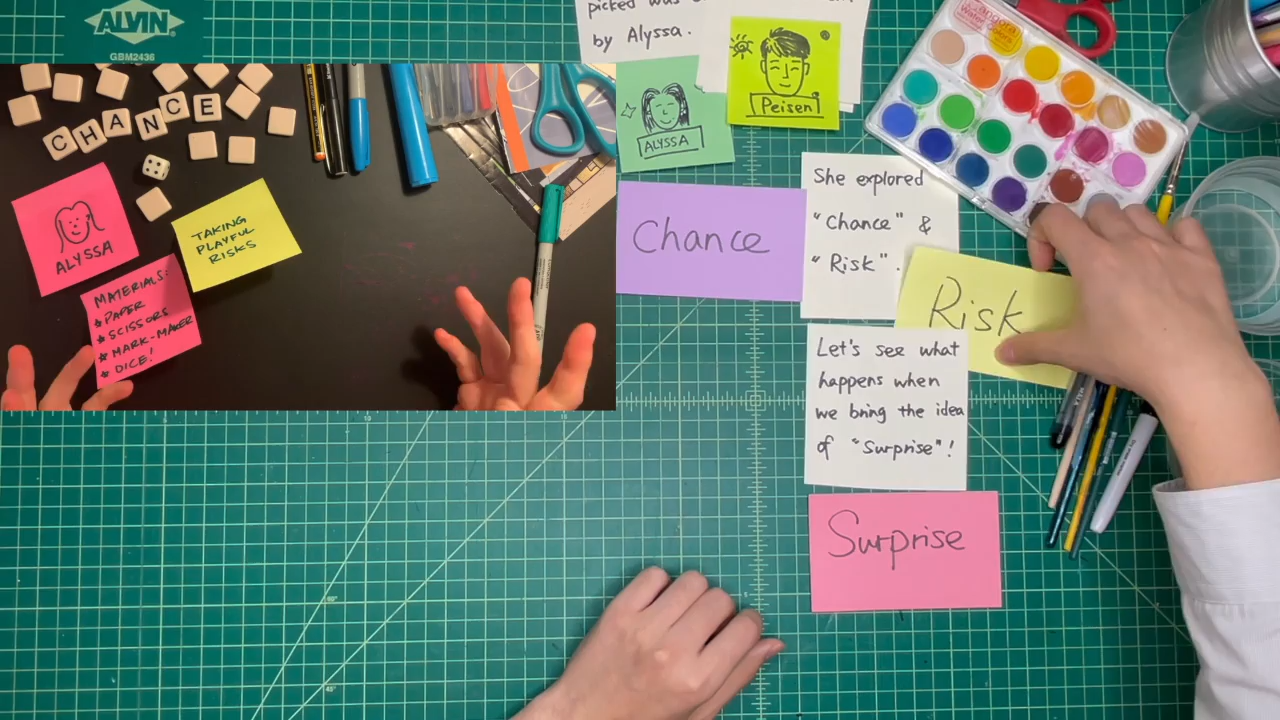 ALVIN
GBM2436
CHANCE
ALYSSA
TAKING
PLAYFUL
RISKS
MATERIALS:
PAPER
SCISSORS
MARK-MAKER
DICE!
picked was
by Alyssa.
ALYSSA
Peisen
Chance
She explored
"Chance" &
"Risk".
Risk
Let's see what
happens when
we bring the idea
of "Surprise"!
Surprise